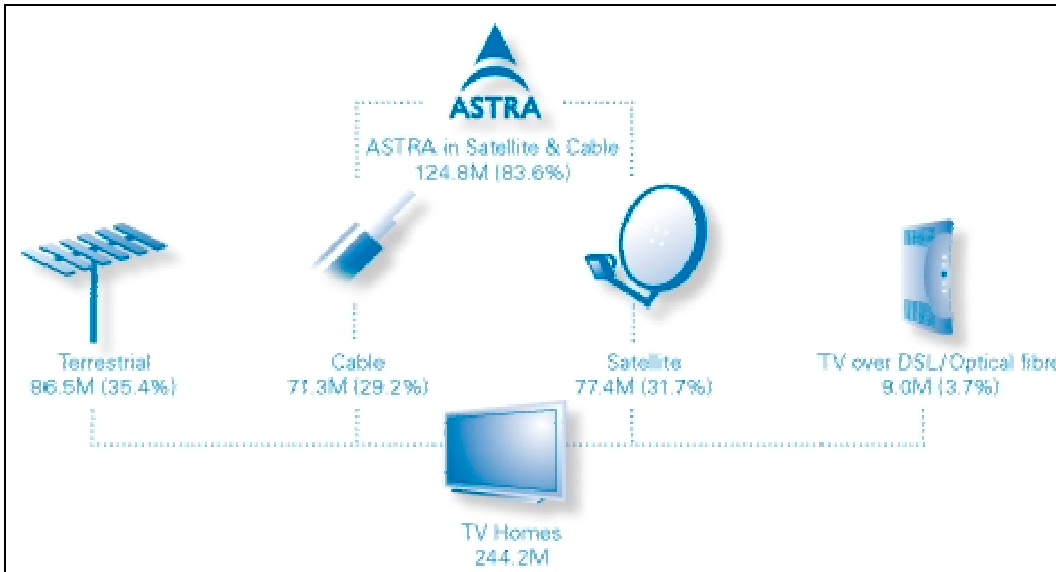 ASTRA
ASTRA in Satellite & Cable
124.8M (83.6%)
Terrestrial
86.5M (35.4%)
Cable
71.3M (29.2%)
Satellite
77.4M (31.7%)
TV over DSL/Optical fibre
9.0M (3.7%)
TV Homes
244.2M